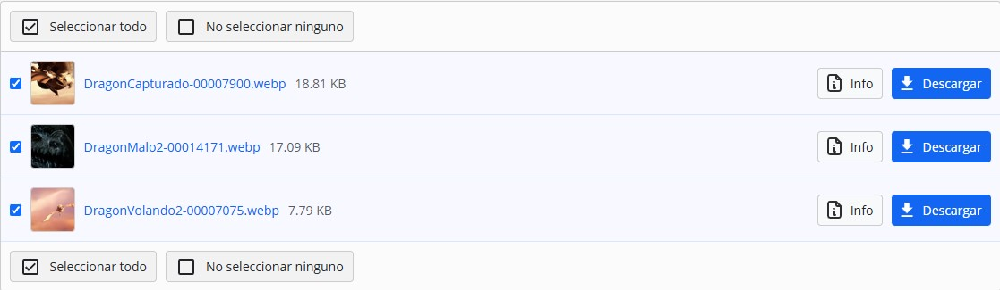 Seleccionar todo No seleccionar ninguno
DragonCapturado-00007900.webp 18.81 KB Info Descargar
DragonMalo2-00014171.webp 17.09 KB Info Descargar
DragonVolando2-00007075.webp 7.79 KB Info Descargar
Seleccionar todo No seleccionar ninguno